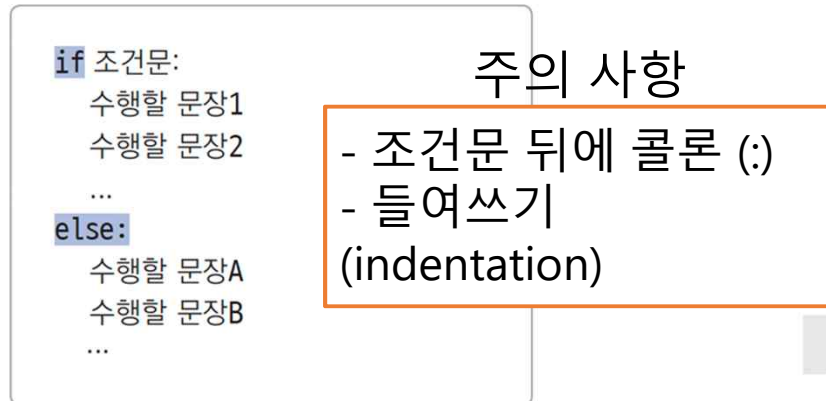 if 조건문:
수행할 문장1
수행할 문장2
...
else:
수행할 문장A
수행할 문장B
...
주의 사항
- 조건문 뒤에 콜론 (:)
- 들여쓰기
(indentation)